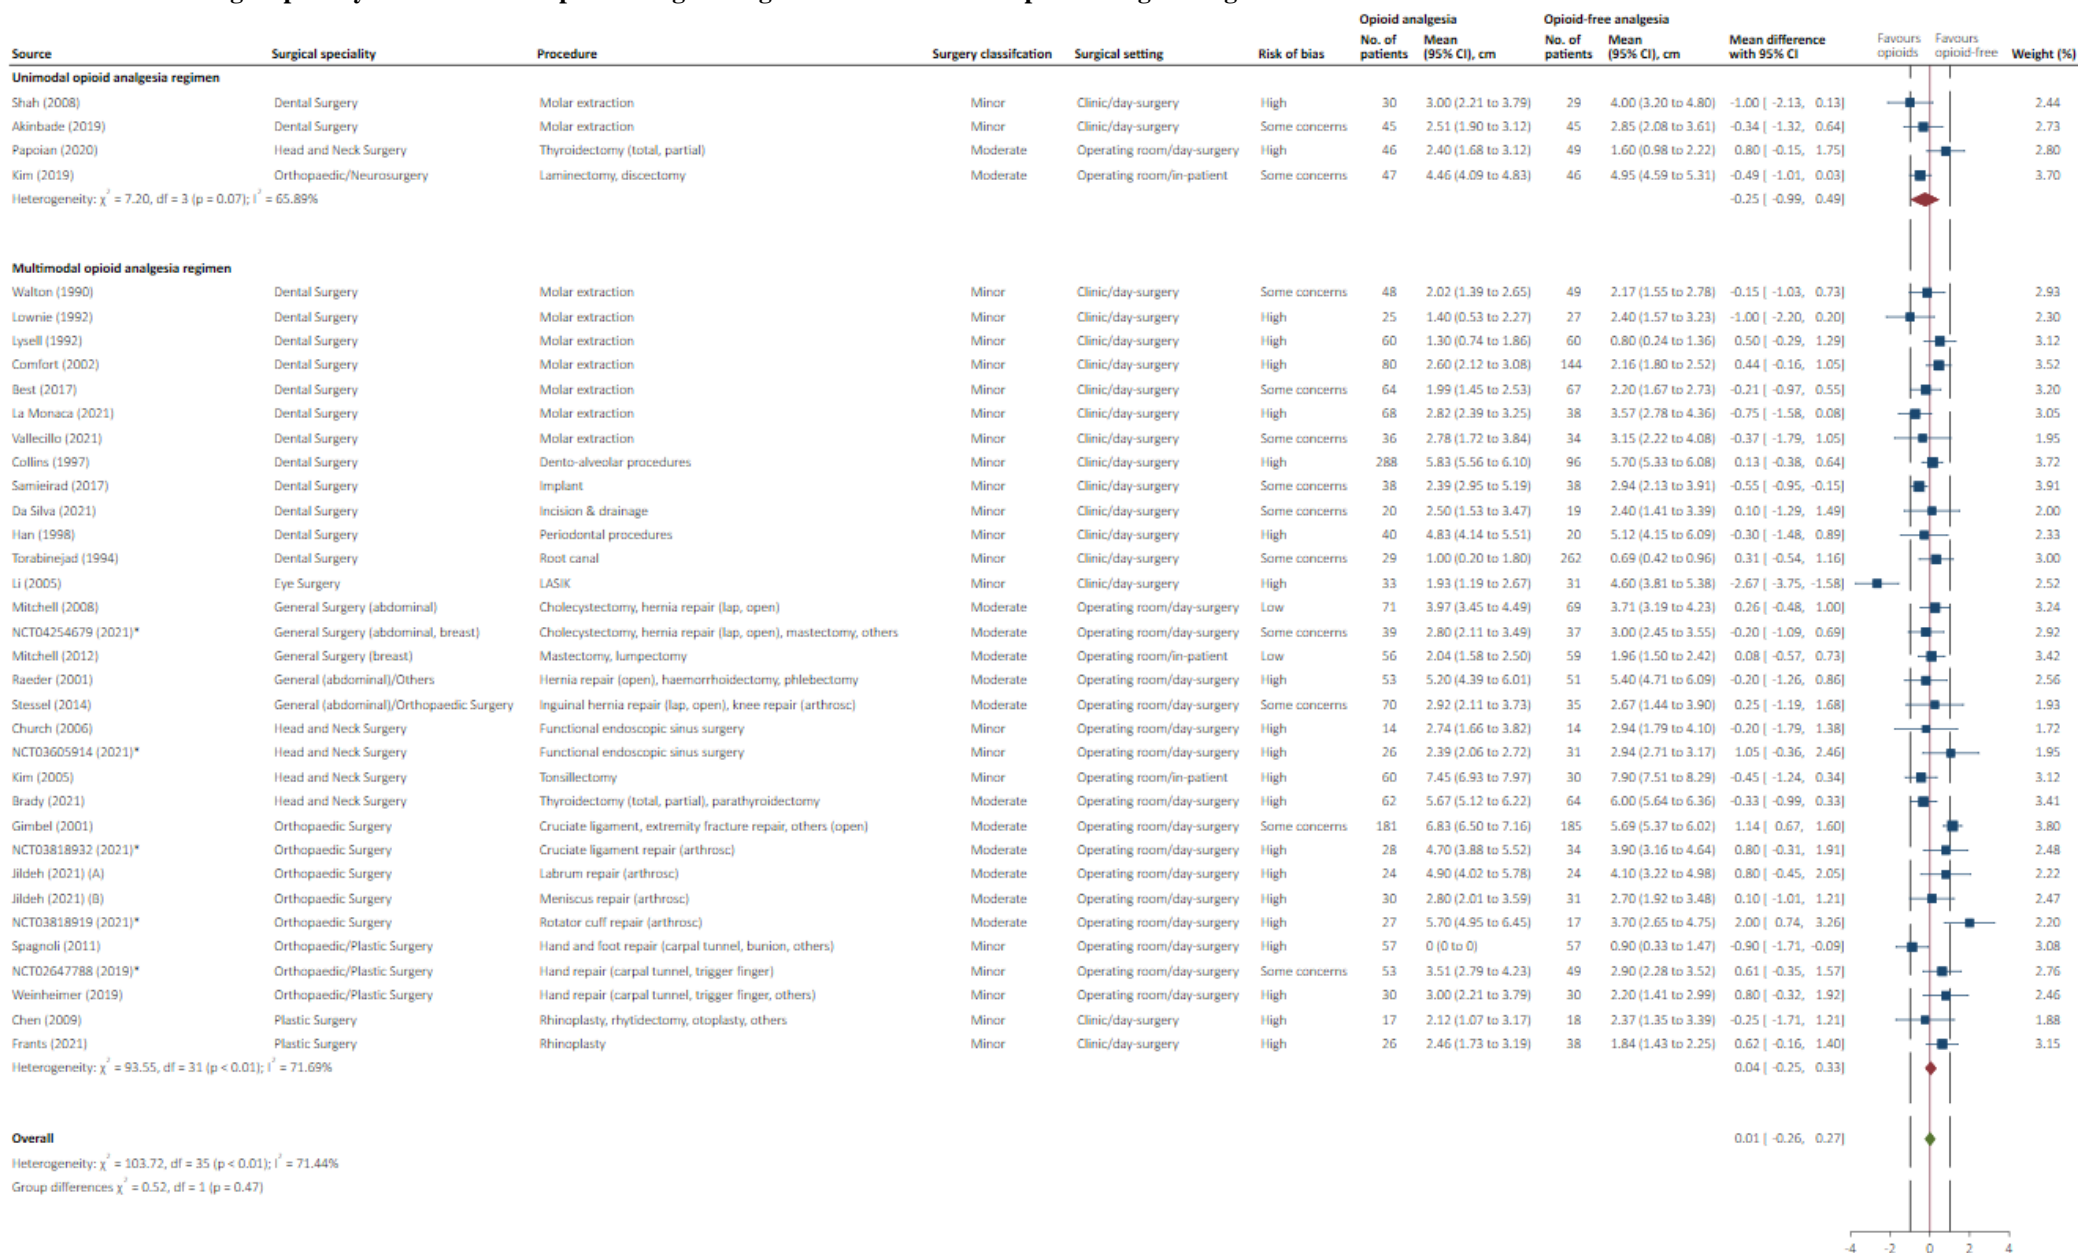 Opioid analgesia Opioid-free analgesia
Source Surgical speciality Procedure Surgery classifcation Surgical setting Risk of bias No. of patients Mean (95% CI), cm No. of patients Mean (95% CI), cm Mean difference with 95% CI Favours opioids Favours opioid-free Weight (%)
Unimodal opioid analgesia regimen
Shah (2008) Dental Surgery Molar extraction Minor Clinic/day-surgery High 30 3.00 (2.21 to 3.79) 29 4.00 (3.20 to 4.80) -1.00 [ -2.13, 0.13] 2.44
Akinbade (2019) Dental Surgery Molar extraction Minor Clinic/day-surgery Some concerns 45 2.51 (1.90 to 3.12) 45 2.85 (2.08 to 3.61) -0.34 [ -1.32, 0.64] 2.73
Papoian (2020) Head and Neck Surgery Thyroidectomy (total, partial) Moderate Operating room/day-surgery High 46 2.40 (1.68 to 3.12) 49 1.60 (0.98 to 2.22) 0.80 [ -0.15, 1.75] 2.80
Kim (2019) Orthopaedic/Neurosurgery Laminectomy, discectomy Moderate Operating room/in-patient Some concerns 47 4.46 (4.09 to 4.83) 46 4.95 (4.59 to 5.31) -0.49 [ -1.01, 0.03] 3.70
Heterogeneity: χ² = 7.20, df = 3 (p = 0.07); I² = 65.89% -0.25 [ -0.99, 0.49]
Multimodal opioid analgesia regimen
Walton (1990) Dental Surgery Molar extraction Minor Clinic/day-surgery Some concerns 48 2.02 (1.39 to 2.65) 49 2.17 (1.55 to 2.78) -0.15 [ -1.03, 0.73] 2.93
Lownie (1992) Dental Surgery Molar extraction Minor Clinic/day-surgery High 25 1.40 (0.53 to 2.27) 27 2.40 (1.57 to 3.23) -1.00 [ -2.20, 0.20] 2.30
Lysell (1992) Dental Surgery Molar extraction Minor Clinic/day-surgery High 60 1.30 (0.74 to 1.86) 60 0.80 (0.24 to 1.36) 0.50 [ -0.29, 1.29] 3.12
Comfort (2002) Dental Surgery Molar extraction Minor Clinic/day-surgery High 80 2.60 (2.12 to 3.08) 144 2.16 (1.80 to 2.52) 0.44 [ -0.16, 1.05] 3.52
Best (2017) Dental Surgery Molar extraction Minor Clinic/day-surgery Some concerns 64 1.99 (1.45 to 2.53) 67 2.20 (1.67 to 2.73) -0.21 [ -0.97, 0.55] 3.20
La Monaca (2021) Dental Surgery Molar extraction Minor Clinic/day-surgery High 68 2.82 (2.39 to 3.25) 38 3.57 (2.78 to 4.36) -0.75 [ -1.58, 0.08] 3.05
Vallecillo (2021) Dental Surgery Molar extraction Minor Clinic/day-surgery Some concerns 36 2.78 (1.72 to 3.84) 34 3.15 (2.22 to 4.08) -0.37 [ -1.79, 1.05] 1.95
Collins (1997) Dental Surgery Dento-alveolar procedures Minor Clinic/day-surgery High 288 5.83 (5.56 to 6.10) 96 5.70 (5.33 to 6.08) 0.13 [ -0.38, 0.64] 3.72
Samieirad (2017) Dental Surgery Implant Minor Clinic/day-surgery Some concerns 38 2.39 (2.95 to 5.19) 38 2.94 (2.13 to 3.91) -0.55 [ -0.95, -0.15] 3.91
Da Silva (2021) Dental Surgery Incision & drainage Minor Clinic/day-surgery Some concerns 20 2.50 (1.53 to 3.47) 19 2.40 (1.41 to 3.39) 0.10 [ -1.29, 1.49] 2.00
Han (1998) Dental Surgery Periodontal procedures Minor Clinic/day-surgery High 40 4.83 (4.14 to 5.51) 20 5.12 (4.15 to 6.09) -0.30 [ -1.48, 0.89] 2.33
Torabinejad (1994) Dental Surgery Root canal Minor Clinic/day-surgery Some concerns 29 1.00 (0.20 to 1.80) 262 0.69 (0.42 to 0.96) 0.31 [ -0.54, 1.16] 3.00
Li (2005) Eye Surgery LASIK Minor Clinic/day-surgery High 33 1.93 (1.19 to 2.67) 31 4.60 (3.81 to 5.38) -2.67 [ -3.75, -1.58] 2.52
Mitchell (2008) General Surgery (abdominal) Cholecystectomy, hernia repair (lap, open) Moderate Operating room/day-surgery Low 71 3.97 (3.45 to 4.49) 69 3.71 (3.19 to 4.23) 0.26 [ -0.48, 1.00] 3.24
NCT04254679 (2021)* General Surgery (abdominal, breast) Cholecystectomy, hernia repair (lap, open), mastectomy, others Moderate Operating room/day-surgery Some concerns 39 2.80 (2.11 to 3.49) 37 3.00 (2.45 to 3.55) -0.20 [ -1.09, 0.69] 2.92
Mitchell (2012) General Surgery (breast) Mastectomy, lumpectomy Moderate Operating room/in-patient Low 56 2.04 (1.58 to 2.50) 59 1.96 (1.50 to 2.42) 0.08 [ -0.57, 0.73] 3.42
Raeder (2001) General (abdominal)/Others Hernia repair (open), haemorrhoidectomy, phlebectomy Moderate Operating room/day-surgery High 53 5.20 (4.39 to 6.01) 51 5.40 (4.71 to 6.09) -0.20 [ -1.26, 0.86] 2.56
Stessel (2014) General (abdominal)/Orthopaedic Surgery Inguinal hernia repair (lap, open), knee repair (arthrosc) Moderate Operating room/day-surgery Some concerns 70 2.92 (2.11 to 3.73) 35 2.67 (1.44 to 3.90) 0.25 [ -1.19, 1.68] 1.93
Church (2006) Head and Neck Surgery Functional endoscopic sinus surgery Minor Operating room/day-surgery High 14 2.74 (1.66 to 3.82) 14 2.94 (1.79 to 4.10) -0.20 [ -1.79, 1.38] 1.72
NCT03605914 (2021)* Head and Neck Surgery Functional endoscopic sinus surgery Minor Operating room/day-surgery High 26 2.39 (2.06 to 2.72) 31 2.94 (2.71 to 3.17) 1.05 [ -0.36, 2.46] 1.95
Kim (2005) Head and Neck Surgery Tonsillectomy Minor Operating room/in-patient High 60 7.45 (6.93 to 7.97) 30 7.90 (7.51 to 8.29) -0.45 [ -1.24, 0.34] 3.12
Brady (2021) Head and Neck Surgery Thyroidectomy (total, partial), parathyroidectomy Moderate Operating room/day-surgery High 62 5.67 (5.12 to 6.22) 64 6.00 (5.64 to 6.36) -0.33 [ -0.99, 0.33] 3.41
Gimbel (2001) Orthopaedic Surgery Cruciate ligament, extremity fracture repair, others (open) Moderate Operating room/day-surgery Some concerns 181 6.83 (6.50 to 7.16) 185 5.69 (5.37 to 6.02) 1.14 [ 0.67, 1.60] 3.80
NCT03818932 (2021)* Orthopaedic Surgery Cruciate ligament repair (arthrosc) Moderate Operating room/day-surgery High 28 4.70 (3.88 to 5.52) 34 3.90 (3.16 to 4.64) 0.80 [ -0.31, 1.91] 2.48
Jildeh (2021) (A) Orthopaedic Surgery Labrum repair (arthrosc) Moderate Operating room/day-surgery High 24 4.90 (4.02 to 5.78) 24 4.10 (3.22 to 4.98) 0.80 [ -0.45, 2.05] 2.22
Jildeh (2021) (B) Orthopaedic Surgery Meniscus repair (arthrosc) Moderate Operating room/day-surgery High 30 2.80 (2.01 to 3.59) 31 2.70 (1.92 to 3.48) 0.10 [ -1.01, 1.21] 2.47
NCT03818919 (2021)* Orthopaedic Surgery Rotator cuff repair (arthrosc) Moderate Operating room/day-surgery High 27 5.70 (4.95 to 6.45) 17 3.70 (2.65 to 4.75) 2.00 [ 0.74, 3.26] 2.20
Spagnoli (2011) Orthopaedic/Plastic Surgery Hand and foot repair (carpal tunnel, bunion, others) Minor Operating room/day-surgery High 57 0 (0 to 0) 57 0.90 (0.33 to 1.47) -0.90 [ -1.71, -0.09] 3.08
NCT02647788 (2019)* Orthopaedic/Plastic Surgery Hand repair (carpal tunnel, trigger finger) Minor Operating room/day-surgery Some concerns 53 3.51 (2.79 to 4.23) 49 2.90 (2.28 to 3.52) 0.61 [ -0.35, 1.57] 2.76
Weinheimer (2019) Orthopaedic/Plastic Surgery Hand repair (carpal tunnel, trigger finger, others) Minor Operating room/day-surgery High 30 3.00 (2.21 to 3.79) 30 2.20 (1.41 to 2.99) 0.80 [ -0.32, 1.92] 2.46
Chen (2009) Plastic Surgery Rhinoplasty, rhytidectomy, otoplasty, others Minor Clinic/day-surgery High 17 2.12 (1.07 to 3.17) 18 2.37 (1.35 to 3.39) -0.25 [ -1.71, 1.21] 1.88
Frants (2021) Plastic Surgery Rhinoplasty Minor Clinic/day-surgery High 26 2.46 (1.73 to 3.19) 38 1.84 (1.43 to 2.25) 0.62 [ -0.16, 1.40] 3.15
Heterogeneity: χ² = 93.55, df = 31 (p < 0.01); I² = 71.69% 0.04 [ -0.25, 0.33]
Overall 0.01 [ -0.26, 0.27]
Heterogeneity: χ² = 103.72, df = 35 (p < 0.01); I² = 71.44%
Group differences χ² = 0.52, df = 1 (p = 0.47)
-4 -2 0 2 4